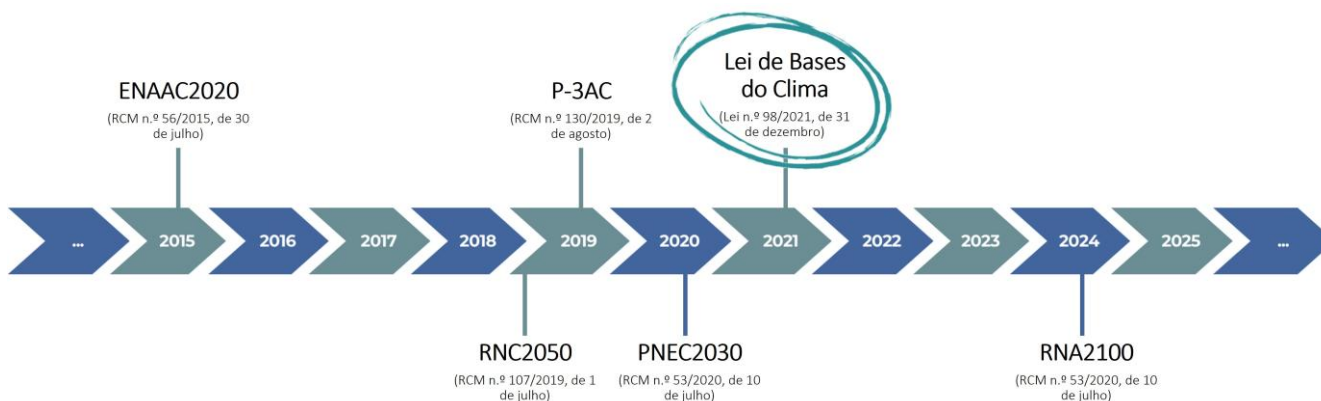 Lei de Bases
do Clima
(Lei n.º 98/2021, de 31
de dezembro)
ENAAC2020
(RCM n.º 56/2015, de 30
de julho)
P-3AC
(RCM n.º 130/2019, de 2
de agosto)
... 2015 2016 2017 2018 2019 2020 2021 2022 2023 2024 2025 ...
RNC2050
(RCM n.º 107/2019, de 1
de julho)
PNEC2030
(RCM n.º 53/2020, de 10
de julho)
RNA2100
(RCM n.º 53/2020, de 10
de julho)